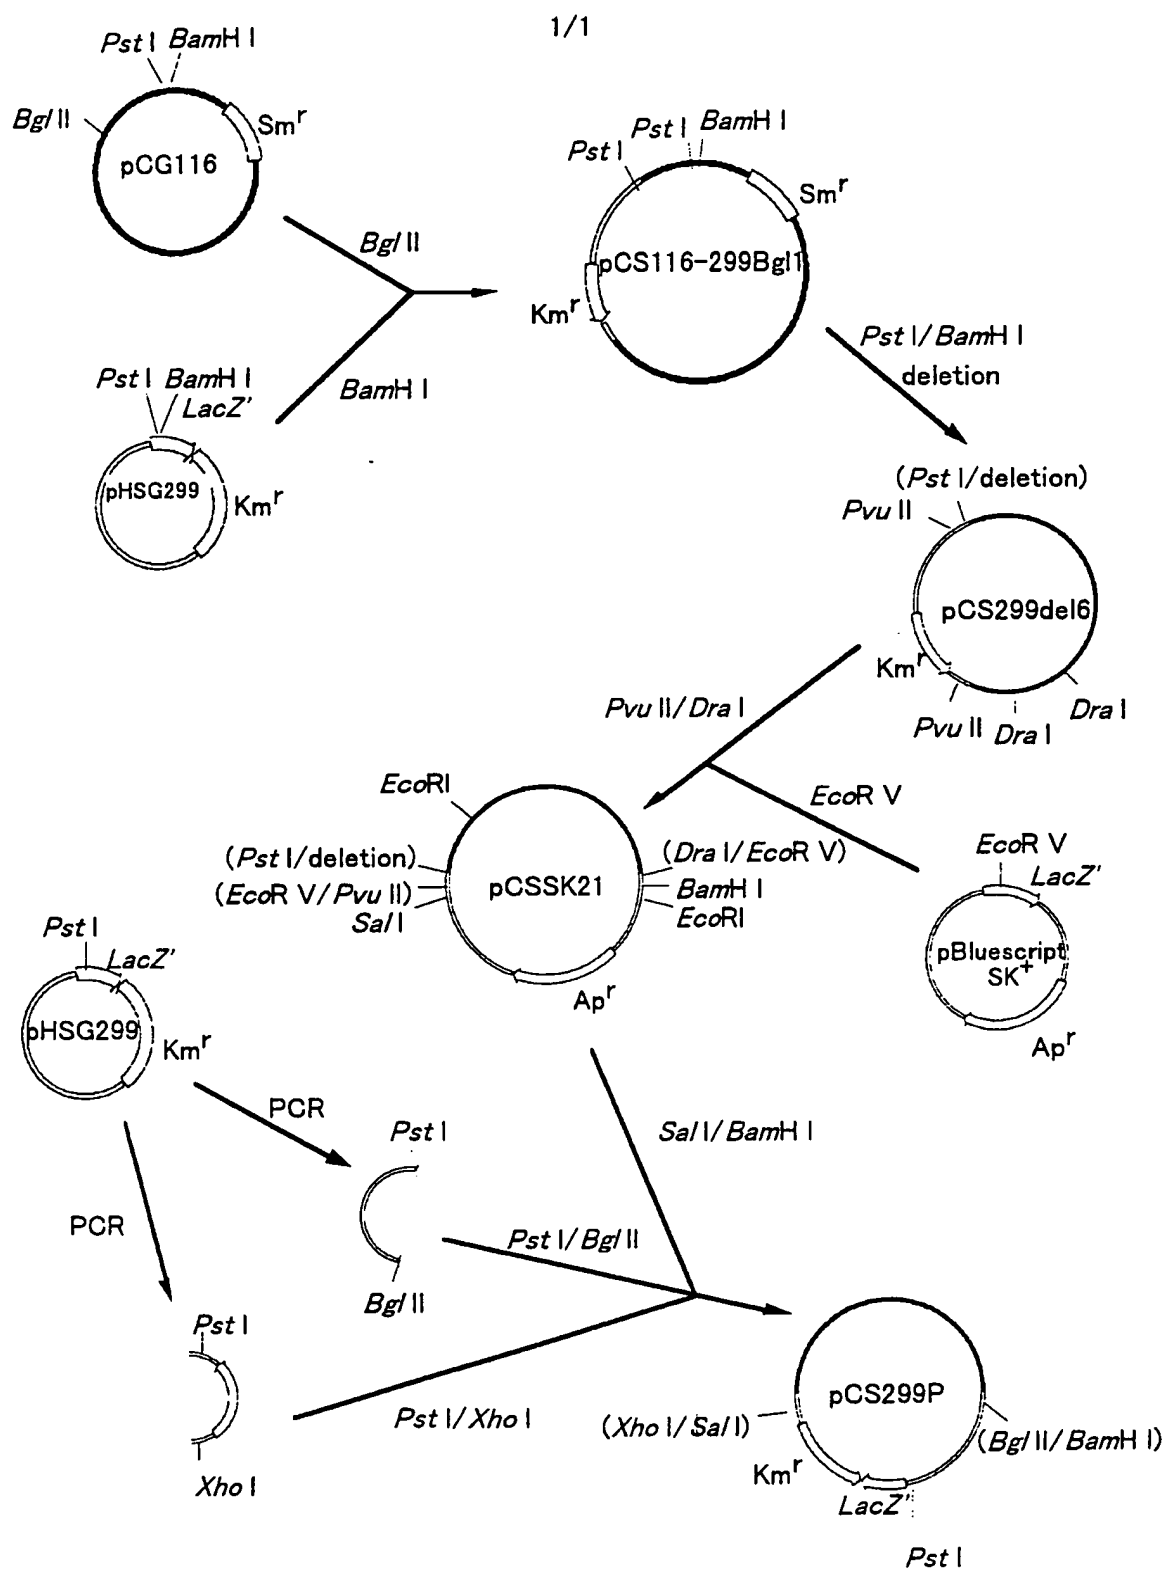 1/1
Pst I BamH I
Bgl II
Smʳ
pCG116
Bgl II
Pst I BamH I
LacZ'
BamH I
pHSG299
Kmʳ
Pst I BamH I
Pst I
Smʳ
pCS116-299Bgl1
Kmʳ
Pst I/BamH I
deletion
(Pst I/deletion)
Pvu II
pCS299del6
Kmʳ
Pvu II
Dra I
Dra I
Pvu II/Dra I
EcoR V
EcoR V
LacZ'
pBluescript
SK⁺
Apʳ
EcoRI
(Pst I/deletion)
(EcoR V/Pvu II)
Sal I
pCSSK21
(Dra I/EcoR V)
BamH I
EcoRI
Apʳ
Pst I
LacZ'
pHSG299
Kmʳ
PCR
PCR
Pst I
Bgl II
Pst I
Xho I
Sal I/BamH I
Pst I/Bgl II
Pst I/Xho I
pCS299P
(Xho I/Sal I)
(Bgl II/BamH I)
Kmʳ
LacZ'
Pst I